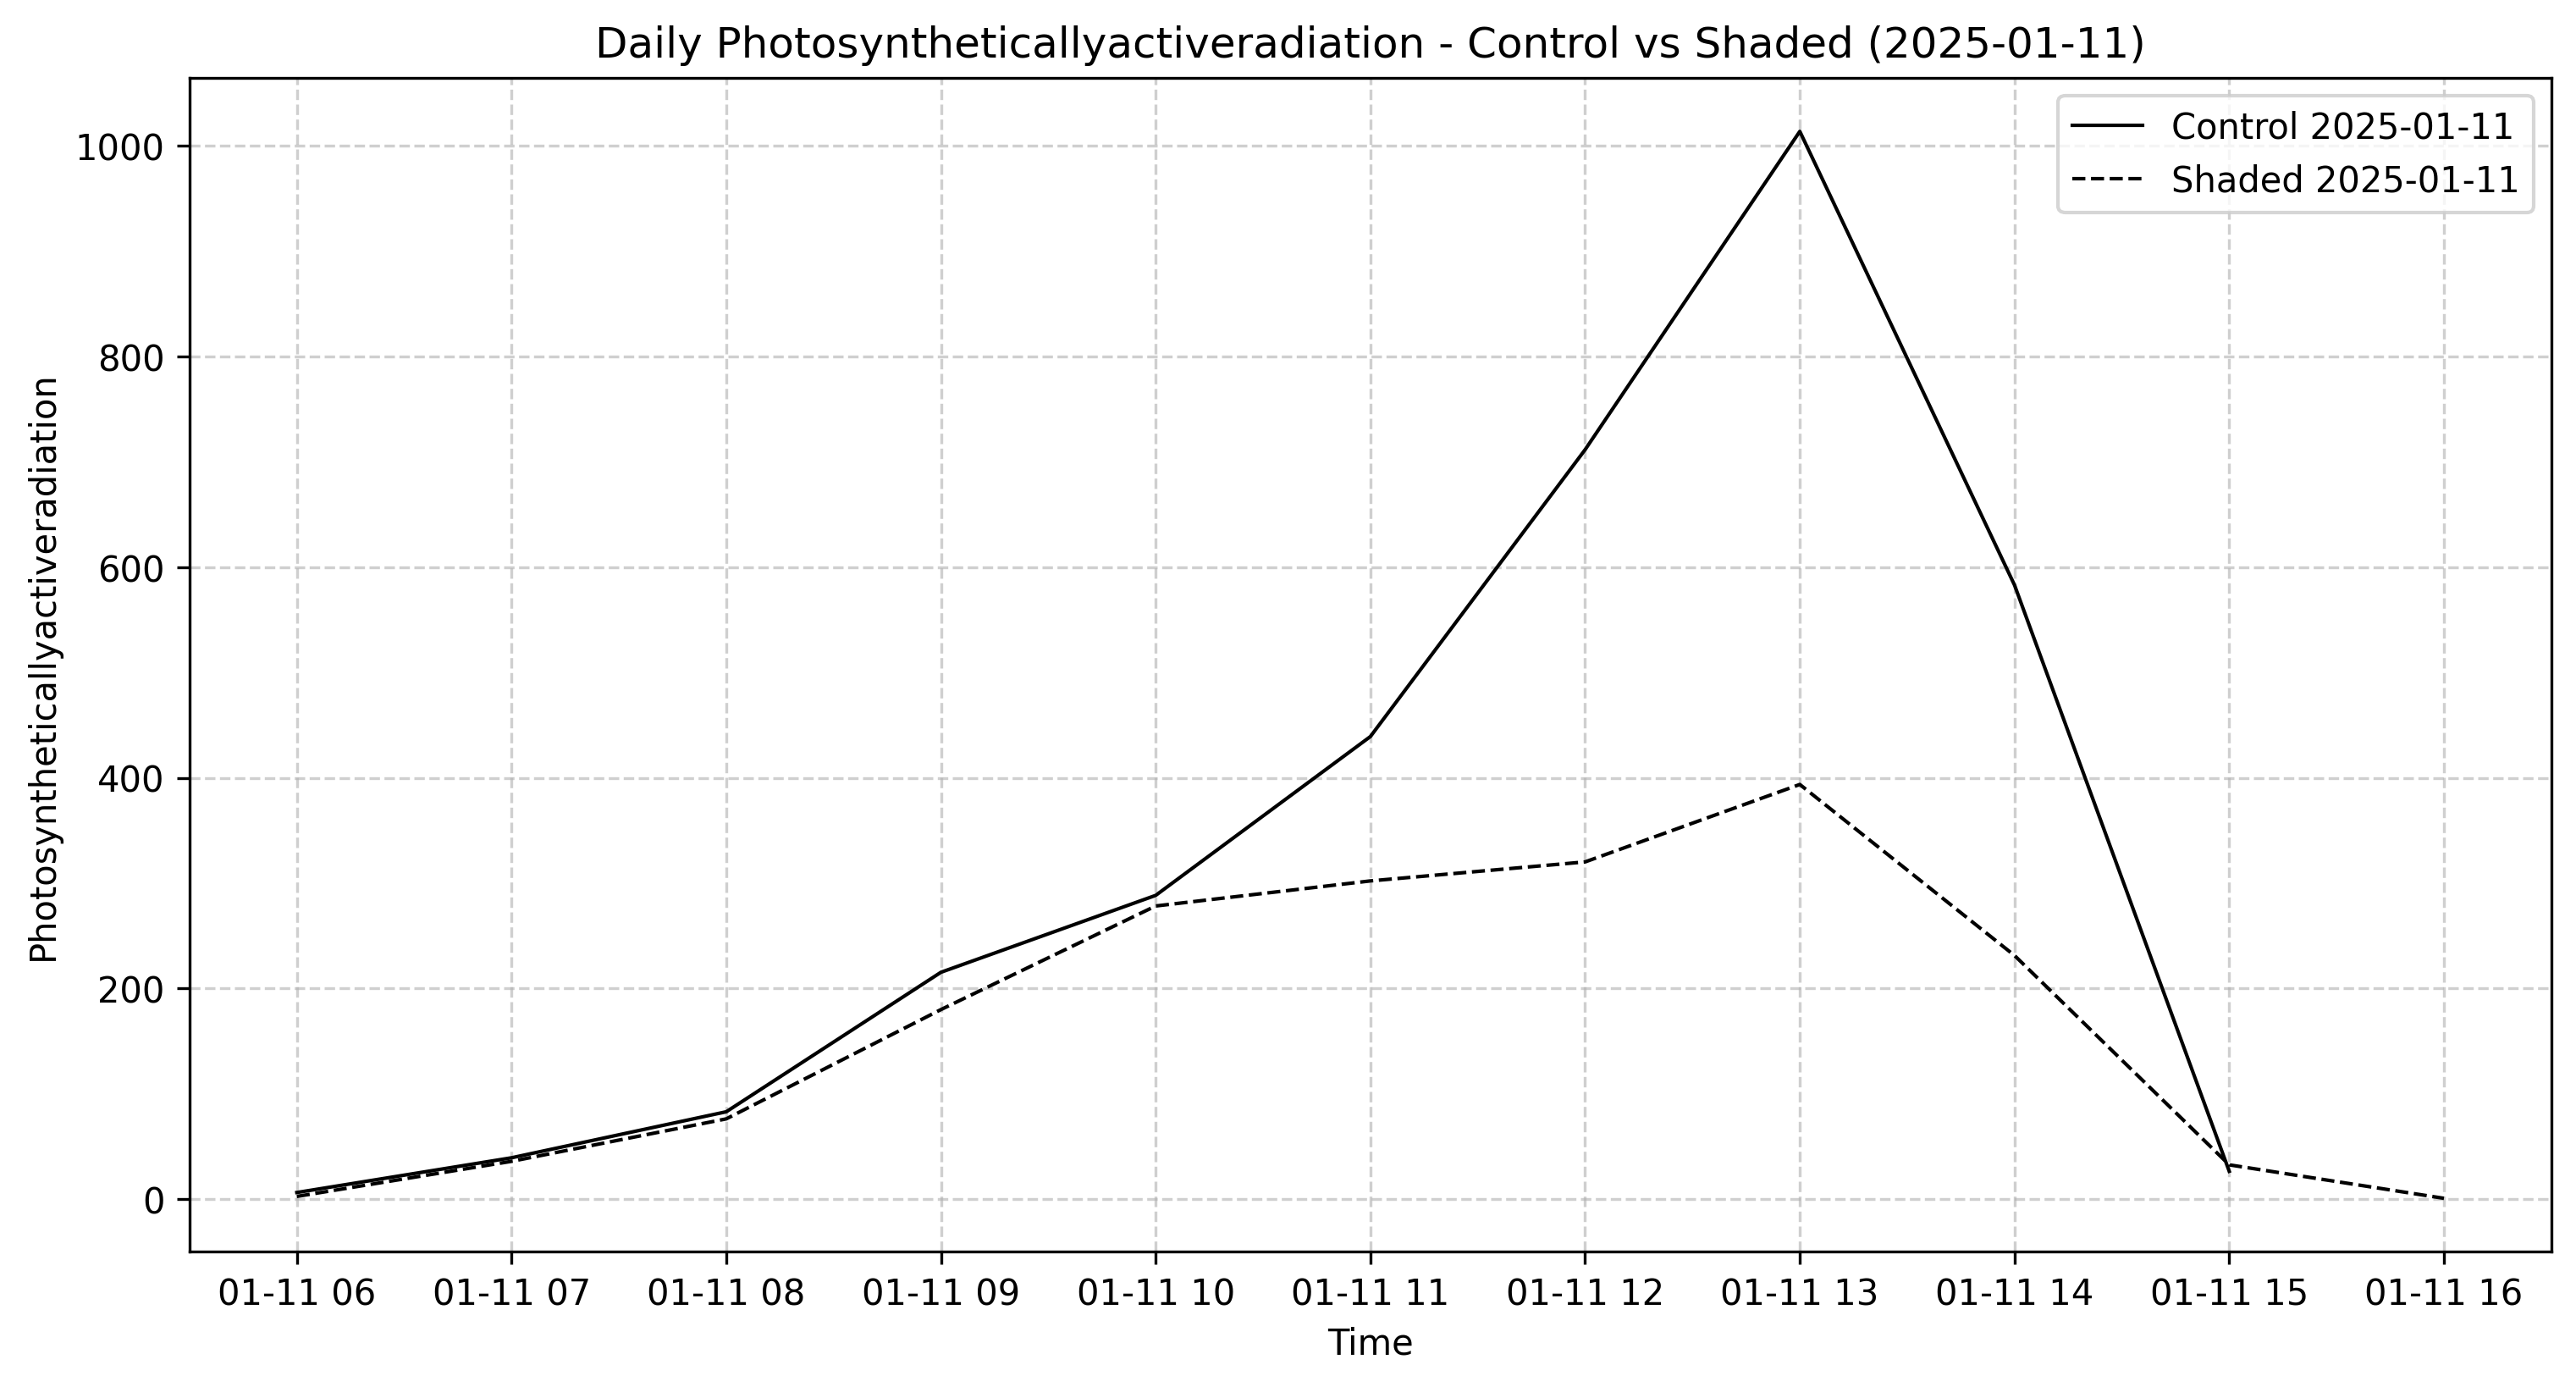 Daily Photosyntheticallyactiveradiation - Control vs Shaded (2025-01-11)
Control 2025-01-11
Shaded 2025-01-11
Photosyntheticallyactiveradiation
1000
800
600
400
200
0
01-11 06 01-11 07 01-11 08 01-11 09 01-11 10 01-11 11 01-11 12 01-11 13 01-11 14 01-11 15 01-11 16
Time